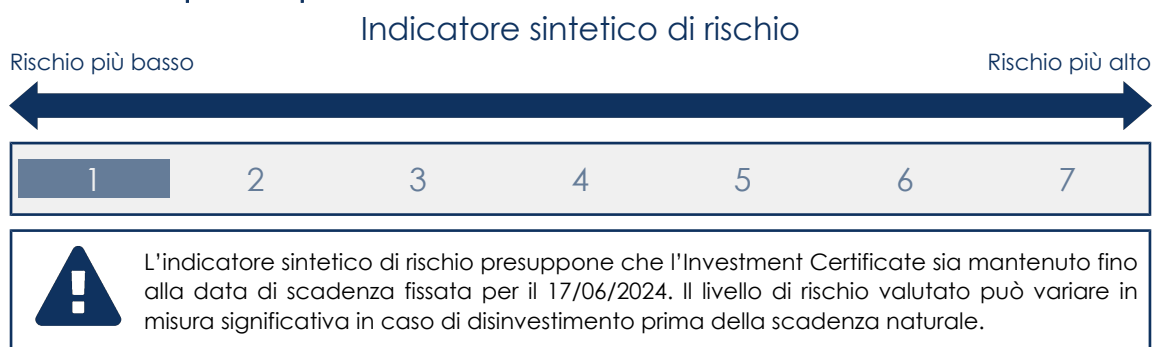 Indicatore sintetico di rischio
Rischio più basso
Rischio più alto
1 2 3 4 5 6 7
L'indicatore sintetico di rischio presuppone che l'Investment Certificate sia mantenuto fino
alla data di scadenza fissata per il 17/06/2024. Il livello di rischio valutato può variare in
misura significativa in caso di disinvestimento prima della scadenza naturale.